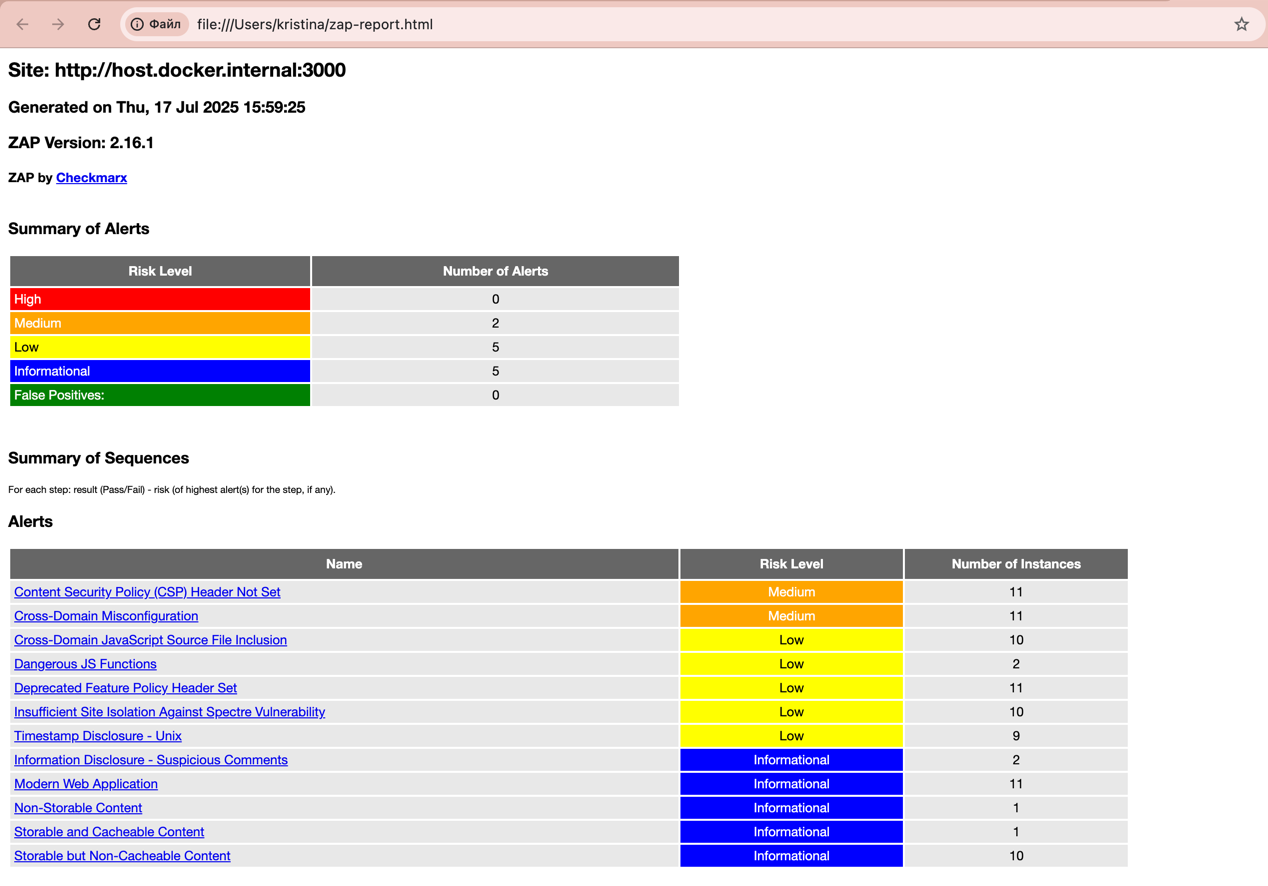 Файл file:///Users/kristina/zap-report.html
Site: http://host.docker.internal:3000
Generated on Thu, 17 Jul 2025 15:59:25
ZAP Version: 2.16.1
ZAP by Checkmarx
Summary of Alerts
Risk Level Number of Alerts
High 0
Medium 2
Low 5
Informational 5
False Positives: 0
Summary of Sequences
For each step: result (Pass/Fail) - risk (of highest alert(s) for the step, if any).
Alerts
Name Risk Level Number of Instances
Content Security Policy (CSP) Header Not Set Medium 11
Cross-Domain Misconfiguration Medium 11
Cross-Domain JavaScript Source File Inclusion Low 10
Dangerous JS Functions Low 2
Deprecated Feature Policy Header Set Low 11
Insufficient Site Isolation Against Spectre Vulnerability Low 10
Timestamp Disclosure - Unix Low 9
Information Disclosure - Suspicious Comments Informational 2
Modern Web Application Informational 11
Non-Storable Content Informational 1
Storable and Cacheable Content Informational 1
Storable but Non-Cacheable Content Informational 10